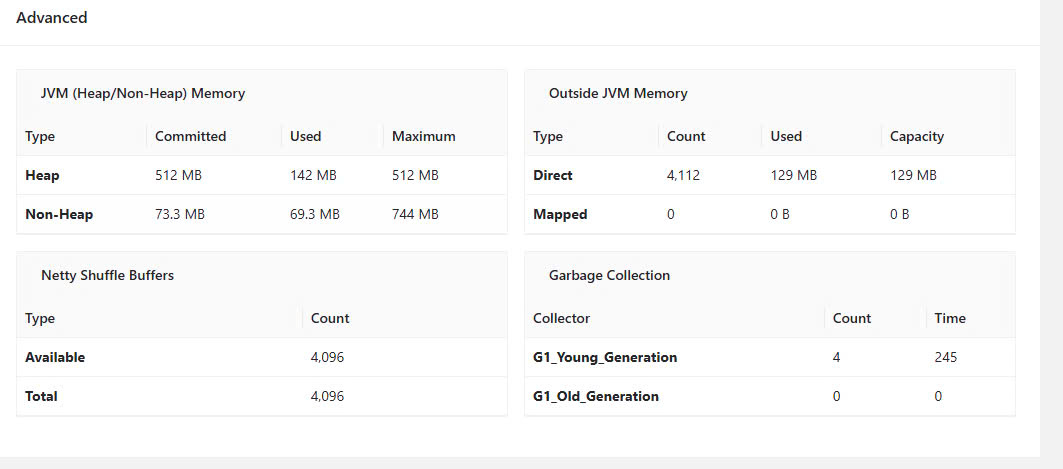 Advanced
JVM (Heap/Non-Heap) Memory
Type Committed Used Maximum
Heap 512 MB 142 MB 512 MB
Non-Heap 73.3 MB 69.3 MB 744 MB
Outside JVM Memory
Type Count Used Capacity
Direct 4,112 129 MB 129 MB
Mapped 0 0 B 0 B
Netty Shuffle Buffers
Type Count
Available 4,096
Total 4,096
Garbage Collection
Collector Count Time
G1_Young_Generation 4 245
G1_Old_Generation 0 0